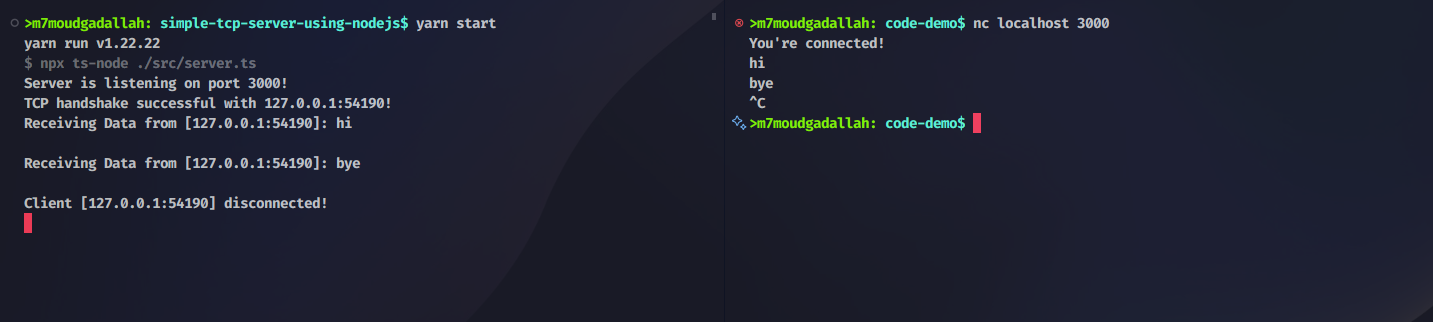 >m7moudgadallah: simple-tcp-server-using-nodejs$ yarn start
yarn run v1.22.22
$ npx ts-node ./src/server.ts
Server is listening on port 3000!
TCP handshake successful with 127.0.0.1:54190!
Receiving Data from [127.0.0.1:54190]: hi
Receiving Data from [127.0.0.1:54190]: bye
Client [127.0.0.1:54190] disconnected!
>m7moudgadallah: code-demo$ nc localhost 3000
You're connected!
hi
bye
^C
>m7moudgadallah: code-demo$